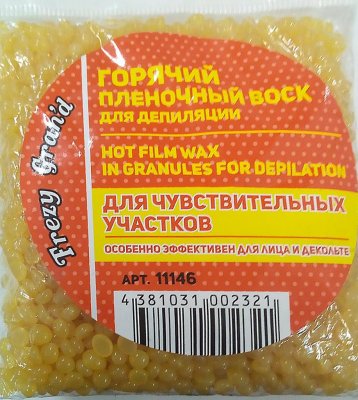 Frezy Gran'd
ГОРЯЧИЙ
ПЛЕНОЧНЫЙ ВОСК
ДЛЯ ДЕПИЛЯЦИИ
HOT FILM WAX
IN GRANULES FOR DEPILATION
ДЛЯ ЧУВСТВИТЕЛЬНЫХ
УЧАСТКОВ
ОСОБЕННО ЭФФЕКТИВЕН ДЛЯ ЛИЦА И ДЕКОЛЬТЕ
АРТ. 11146
4 381031 002321